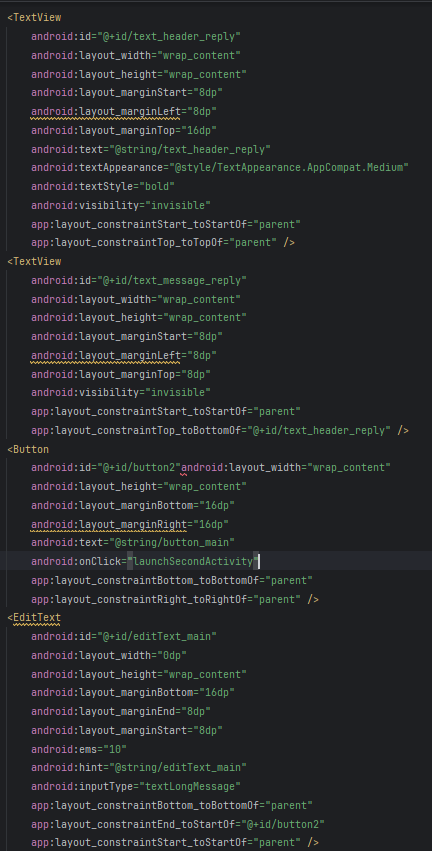 <TextView
android:id="@+id/text_header_reply"
android:layout_width="wrap_content"
android:layout_height="wrap_content"
android:layout_marginStart="8dp"
android:layout_marginLeft="8dp"
android:layout_marginTop="16dp"
android:text="@string/text_header_reply"
android:textAppearance="@style/TextAppearance.AppCompat.Medium"
android:textStyle="bold"
android:visibility="invisible"
app:layout_constraintStart_toStartOf="parent"
app:layout_constraintTop_toTopOf="parent" />
<TextView
android:id="@+id/text_message_reply"
android:layout_width="wrap_content"
android:layout_height="wrap_content"
android:layout_marginStart="8dp"
android:layout_marginLeft="8dp"
android:layout_marginTop="8dp"
android:visibility="invisible"
app:layout_constraintStart_toStartOf="parent"
app:layout_constraintTop_toBottomOf="@+id/text_header_reply" />
<Button
android:id="@+id/button2"android:layout_width="wrap_content"
android:layout_height="wrap_content"
android:layout_marginBottom="16dp"
android:layout_marginRight="16dp"
android:text="@string/button_main"
android:onClick="launchSecondActivity"
app:layout_constraintBottom_toBottomOf="parent"
app:layout_constraintRight_toRightOf="parent" />
<EditText
android:id="@+id/editText_main"
android:layout_width="0dp"
android:layout_height="wrap_content"
android:layout_marginBottom="16dp"
android:layout_marginEnd="8dp"
android:layout_marginStart="8dp"
android:ems="10"
android:hint="@string/editText_main"
android:inputType="textLongMessage"
app:layout_constraintBottom_toBottomOf="parent"
app:layout_constraintEnd_toStartOf="@+id/button2"
app:layout_constraintStart_toStartOf="parent" />